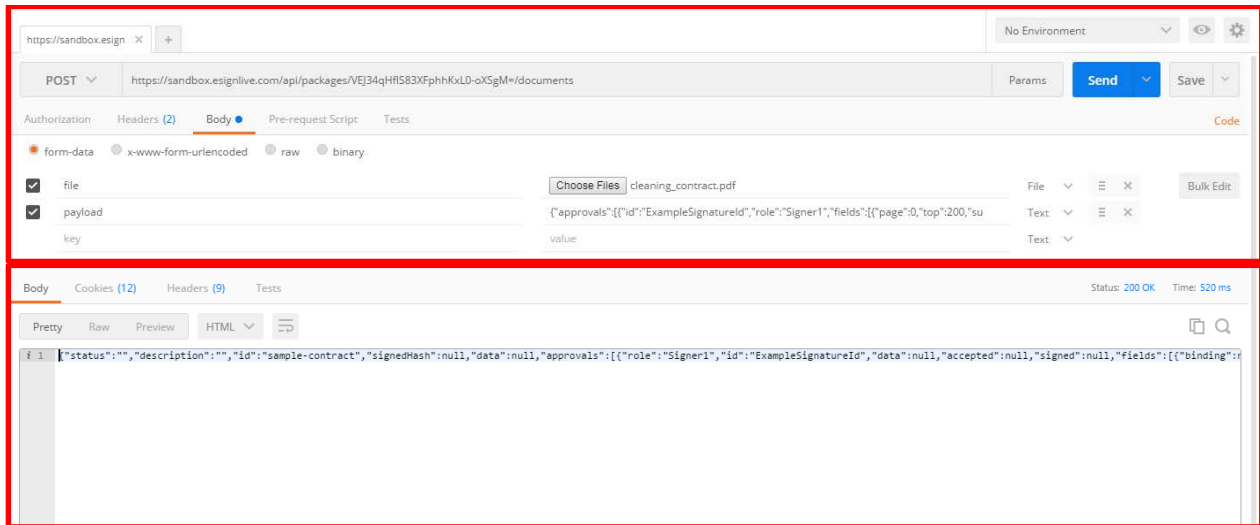 https://sandbox.esign × +
No Environment
POST https://sandbox.esignlive.com/api/packages/VEJ34qHflS83XFphhKxL0-oXSgM=/documents Params Send Save
Authorization Headers (2) Body Pre-request Script Tests Code
form-data x-www-form-urlencoded raw binary
file Choose Files cleaning_contract.pdf File Bulk Edit
payload {"approvals":[{"id":"ExampleSignatureId","role":"Signer1","fields":[{"page":0,"top":200,"su Text
key value Text
Body Cookies (12) Headers (9) Tests Status: 200 OK Time: 520 ms
Pretty Raw Preview HTML
i 1 {"status":"","description":"","id":"sample-contract","signedHash":null,"data":null,"approvals":[{"role":"Signer1","id":"ExampleSignatureId","data":null,"accepted":null,"signed":null,"fields":[{"binding":n